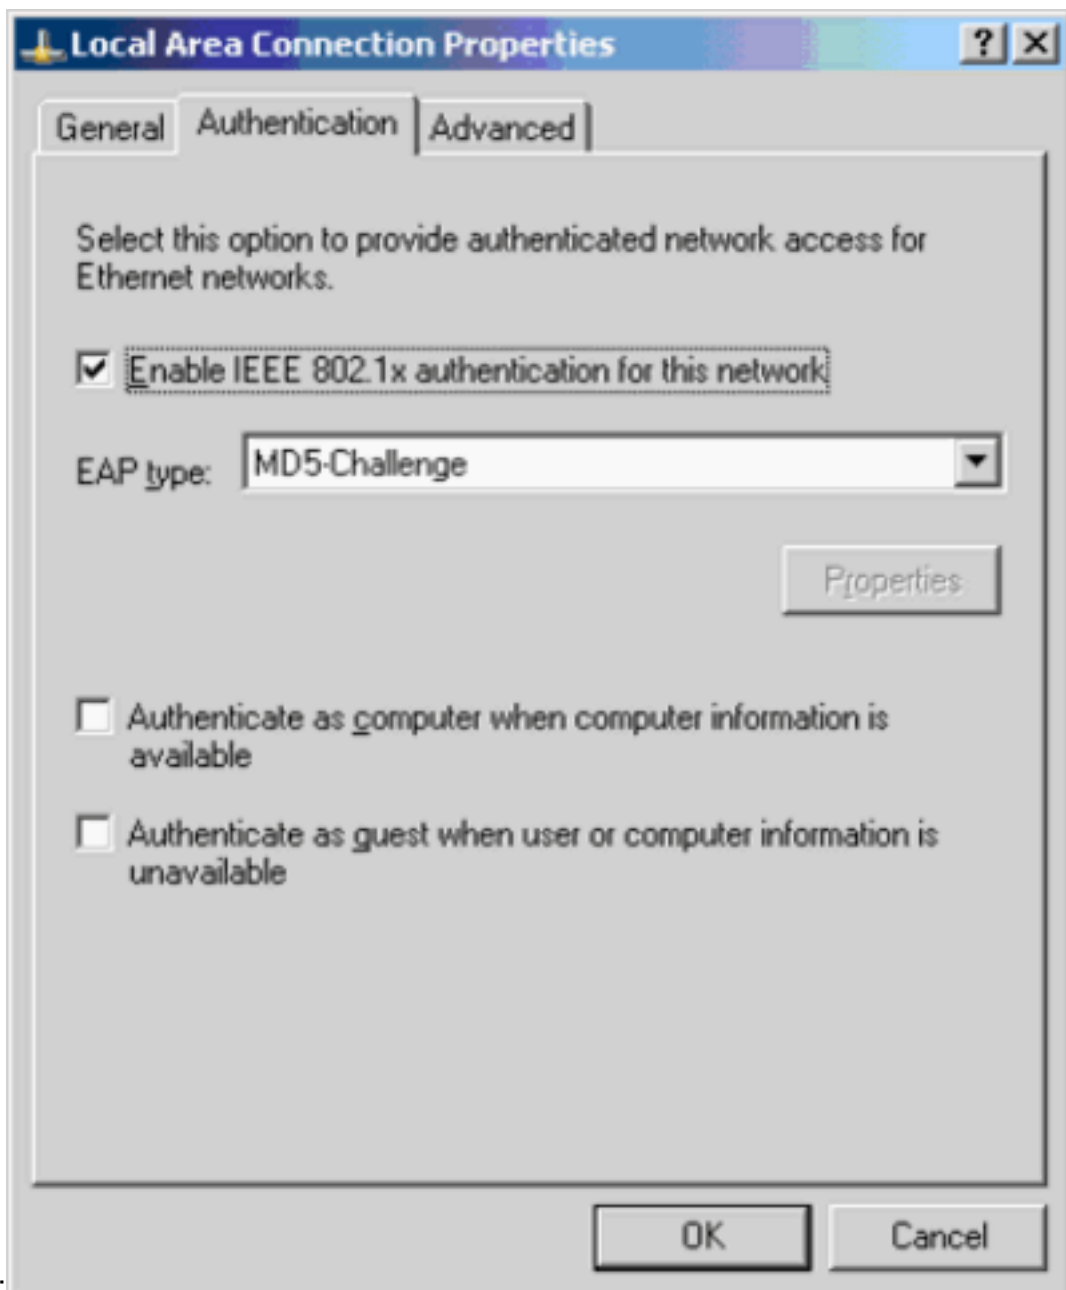 Local Area Connection Properties
General Authentication Advanced
Select this option to provide authenticated network access for
Ethernet networks.
Enable IEEE 802.1x authentication for this network
EAP type: MD5-Challenge
Properties
Authenticate as computer when computer information is
available
Authenticate as guest when user or computer information is
unavailable
OK Cancel
.